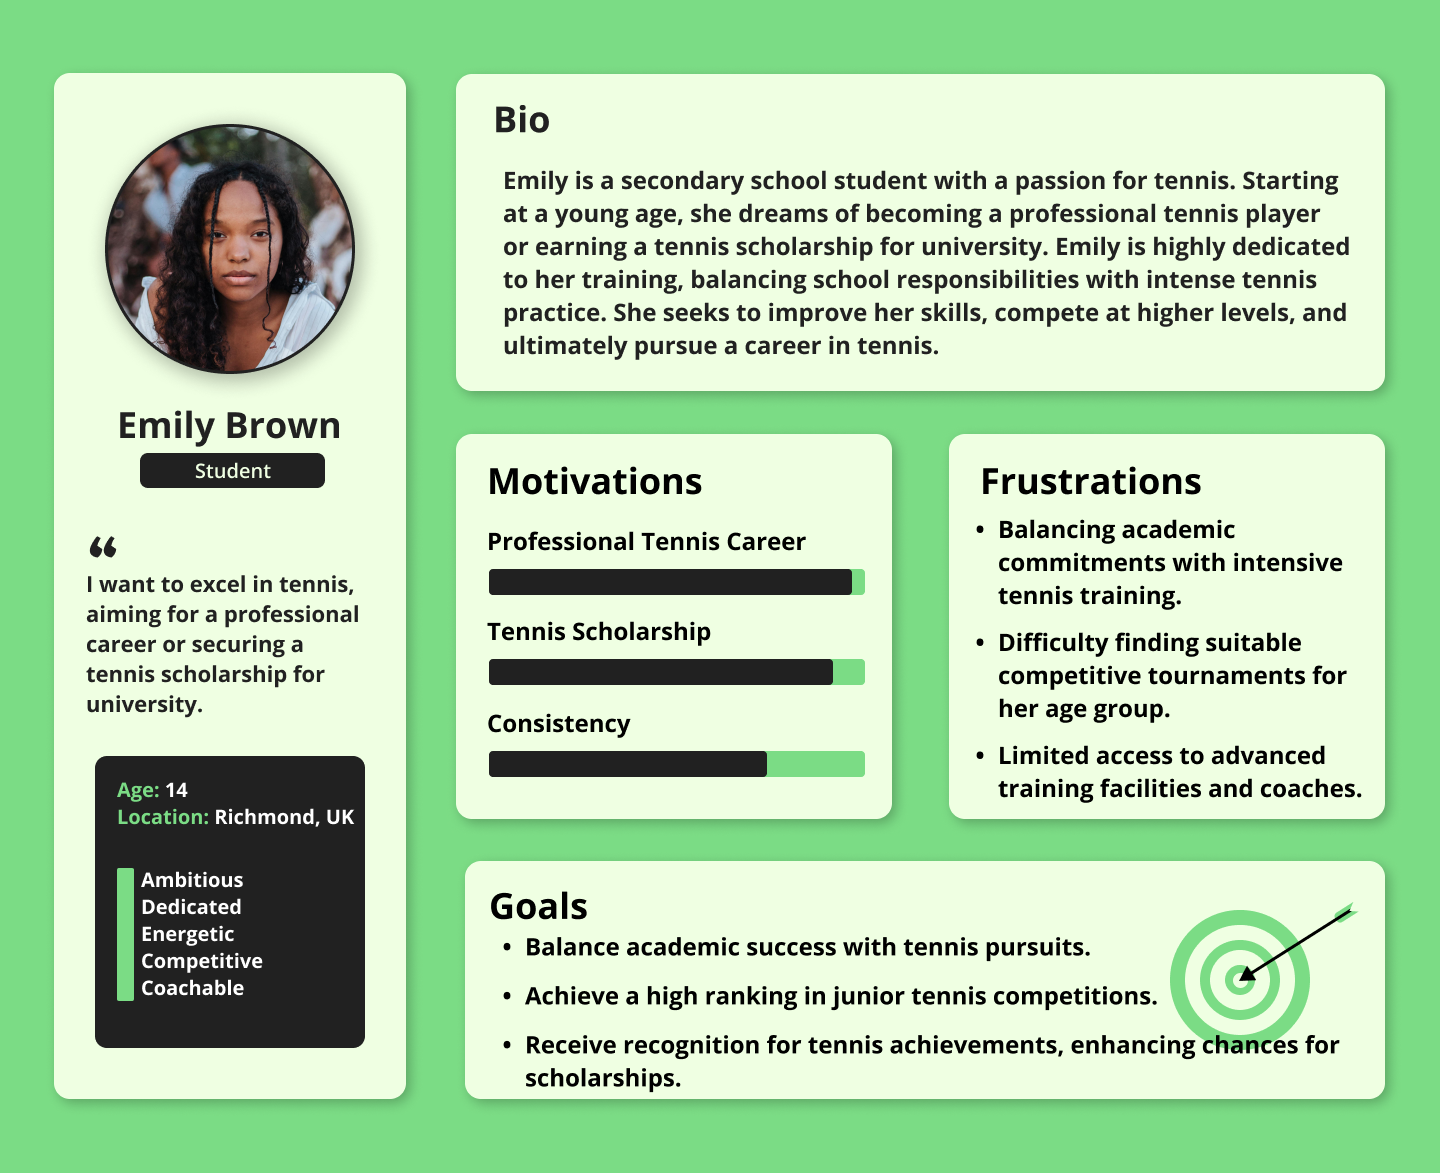 Emily Brown
Student
“
I want to excel in tennis,
aiming for a professional
career or securing a
tennis scholarship for
university.
Age: 14
Location: Richmond, UK
Ambitious
Dedicated
Energetic
Competitive
Coachable
Bio
Emily is a secondary school student with a passion for tennis. Starting
at a young age, she dreams of becoming a professional tennis player
or earning a tennis scholarship for university. Emily is highly dedicated
to her training, balancing school responsibilities with intense tennis
practice. She seeks to improve her skills, compete at higher levels, and
ultimately pursue a career in tennis.
Motivations
Professional Tennis Career
Tennis Scholarship
Consistency
Frustrations
• Balancing academic
commitments with intensive
tennis training.
• Difficulty finding suitable
competitive tournaments for
her age group.
• Limited access to advanced
training facilities and coaches.
Goals
• Balance academic success with tennis pursuits.
• Achieve a high ranking in junior tennis competitions.
• Receive recognition for tennis achievements, enhancing chances for
scholarships.